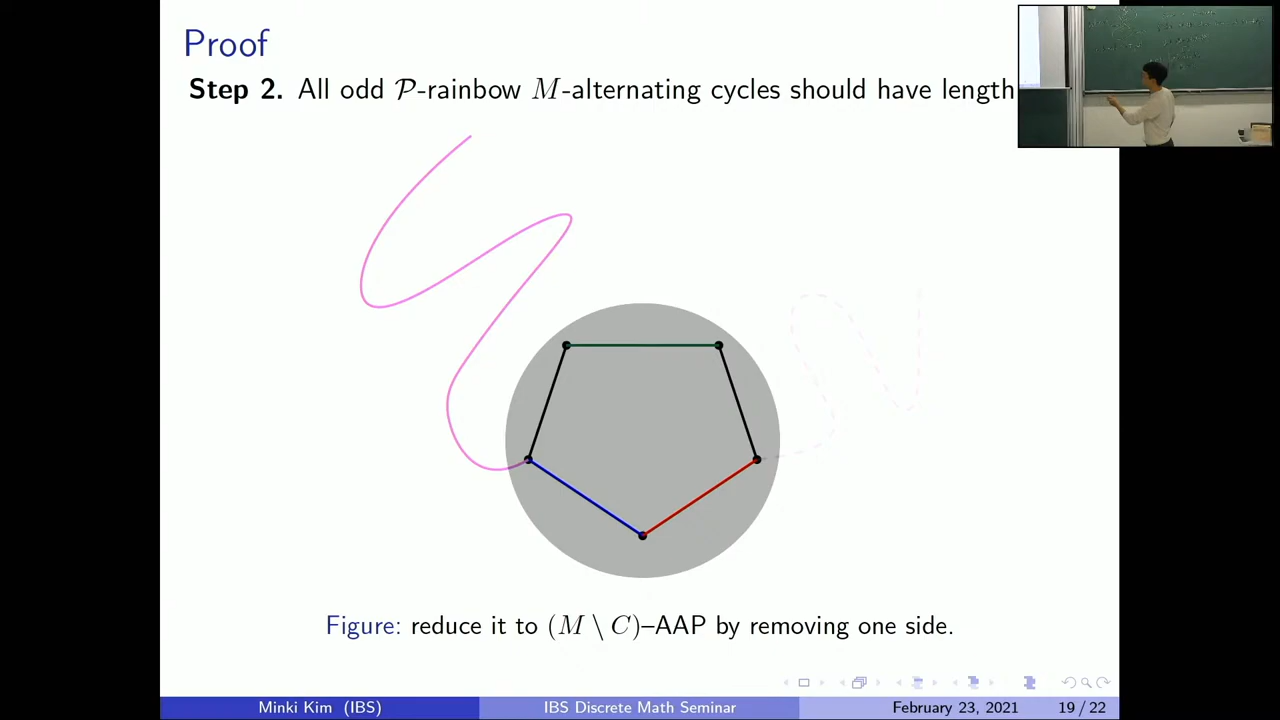 Proof
Step 2. All odd P-rainbow M-alternating cycles should have length
Figure: reduce it to (M \ C)–AAP by removing one side.
Minki Kim (IBS)
IBS Discrete Math Seminar
February 23, 2021
19 / 22